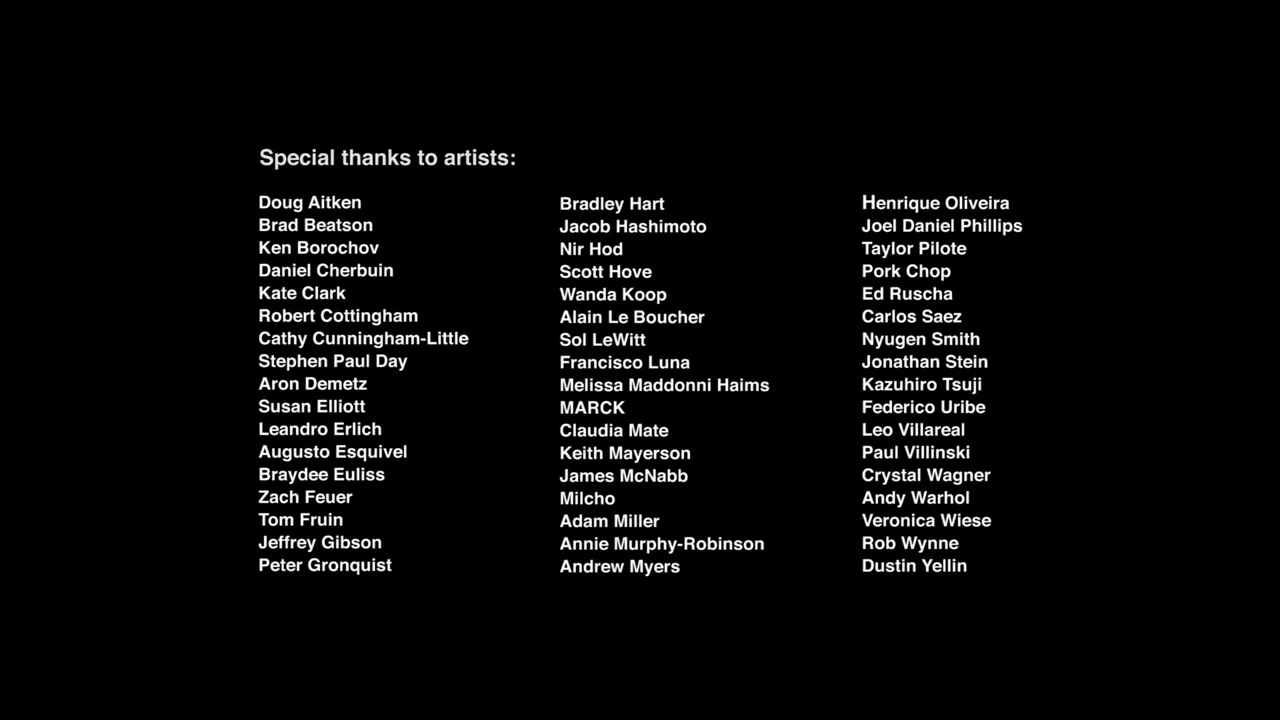 Special thanks to artists:
Doug Aitken
Brad Beatson
Ken Borochov
Daniel Cherbuin
Kate Clark
Robert Cottingham
Cathy Cunningham-Little
Stephen Paul Day
Aron Demetz
Susan Elliott
Leandro Erlich
Augusto Esquivel
Braydee Euliss
Zach Feuer
Tom Fruin
Jeffrey Gibson
Peter Gronquist
Bradley Hart
Jacob Hashimoto
Nir Hod
Scott Hove
Wanda Koop
Alain Le Boucher
Sol LeWitt
Francisco Luna
Melissa Maddonni Haims
MARCK
Claudia Mate
Keith Mayerson
James McNabb
Milcho
Adam Miller
Annie Murphy-Robinson
Andrew Myers
Henrique Oliveira
Joel Daniel Phillips
Taylor Pilote
Pork Chop
Ed Ruscha
Carlos Saez
Nyugen Smith
Jonathan Stein
Kazuhiro Tsuji
Federico Uribe
Leo Villareal
Paul Villinski
Crystal Wagner
Andy Warhol
Veronica Wiese
Rob Wynne
Dustin Yellin